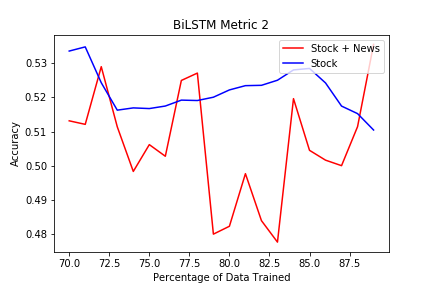 BiLSTM Metric 2
Stock + News
Stock
Accuracy
0.53
0.52
0.51
0.50
0.49
0.48
70.0 72.5 75.0 77.5 80.0 82.5 85.0 87.5
Percentage of Data Trained